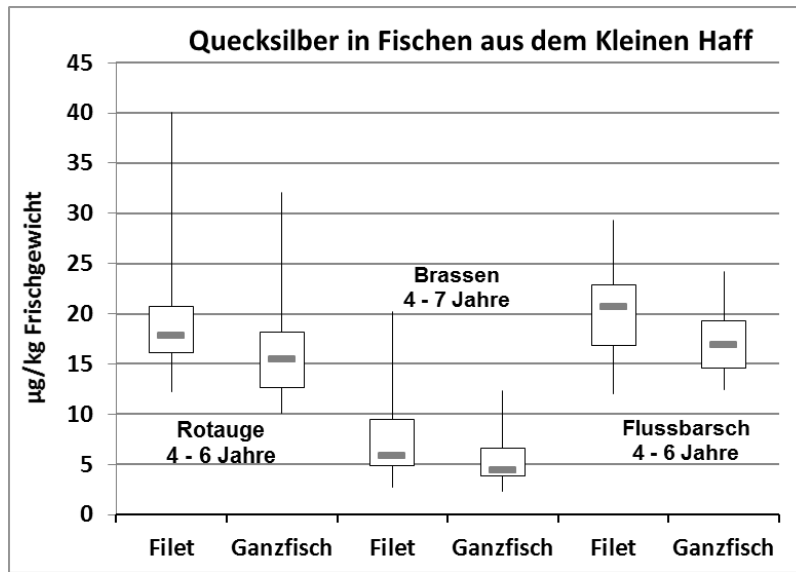 Quecksilber in Fischen aus dem Kleinen Haff
µg/kg Frischgewicht
45
40
35
30
25
20
15
10
5
0
Brassen
4 - 7 Jahre
Rotauge
4 - 6 Jahre
Flussbarsch
4 - 6 Jahre
Filet Ganzfisch Filet Ganzfisch Filet Ganzfisch